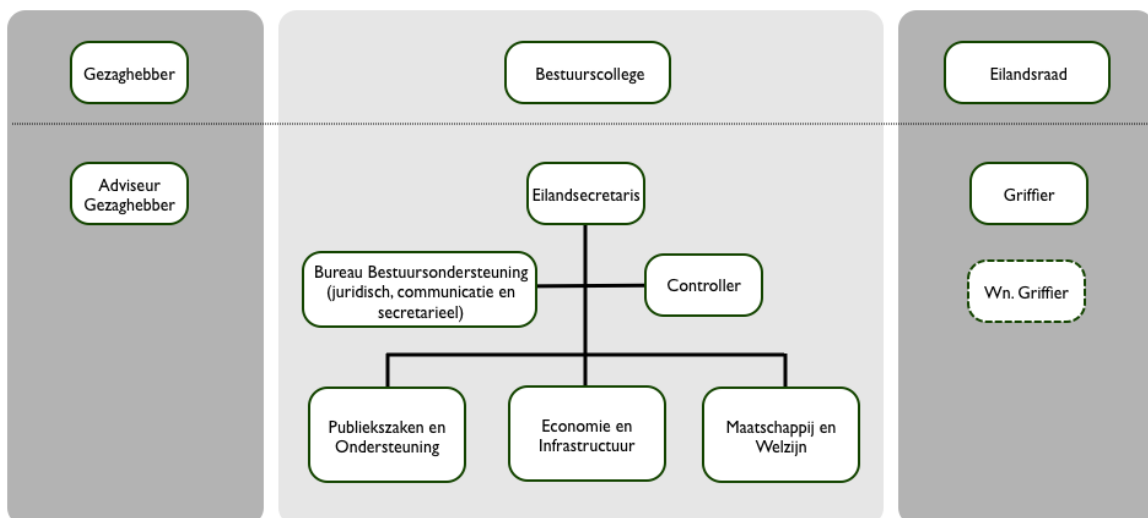 Gezaghebber
Bestuurscollege
Eilandsraad
Adviseur
Gezaghebber
Eilandsecretaris
Griffier
Bureau Bestuursondersteuning
(juridisch, communicatie en
secretarieel)
Controller
Wn. Griffier
Publiekszaken en
Ondersteuning
Economie en
Infrastructuur
Maatschappij en
Welzijn